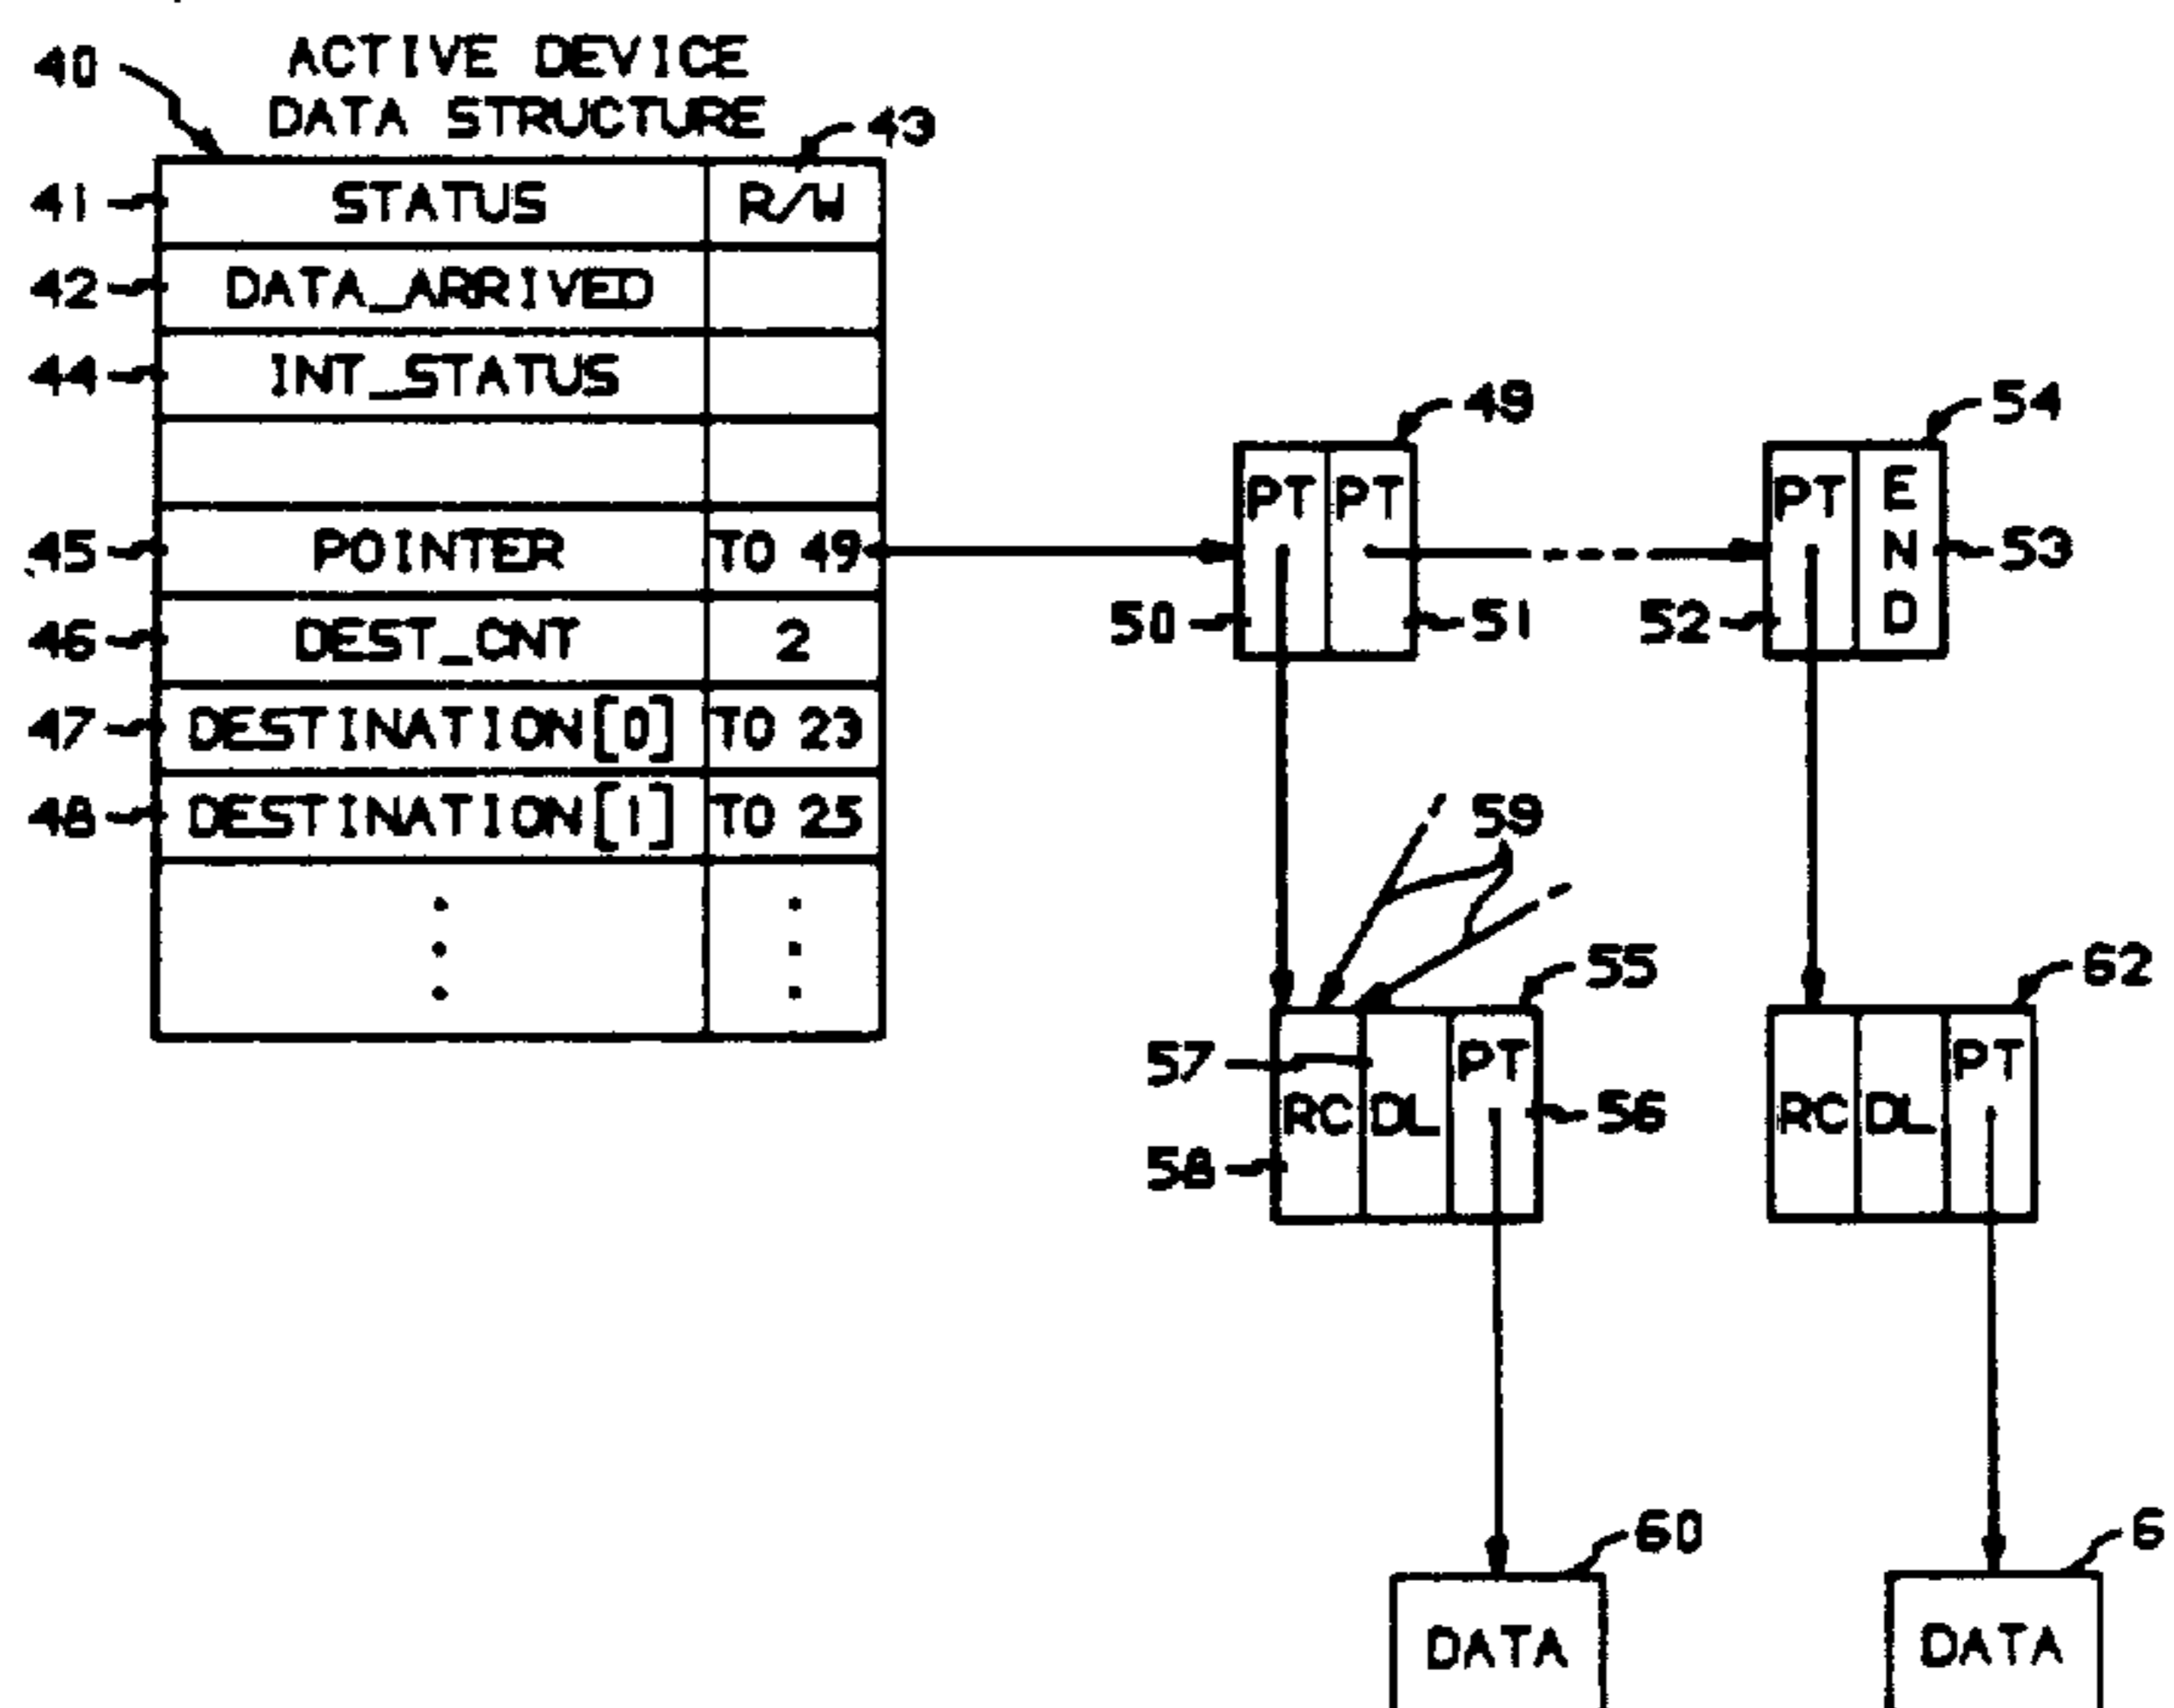 40
ACTIVE DEVICE
DATA STRUCTURE
43
41 STATUS R/W
42 DATA_ARRIVED
44 INT_STATUS
45 POINTER TO 49
46 DEST_CNT 2
47 DESTINATION[0] TO 23
48 DESTINATION[1] TO 25
49
54
PT PT
PT END
50
51
52
53
59
55
62
57
PT
PT
RC DL
56
RC DL
58
60
6
DATA
DATA